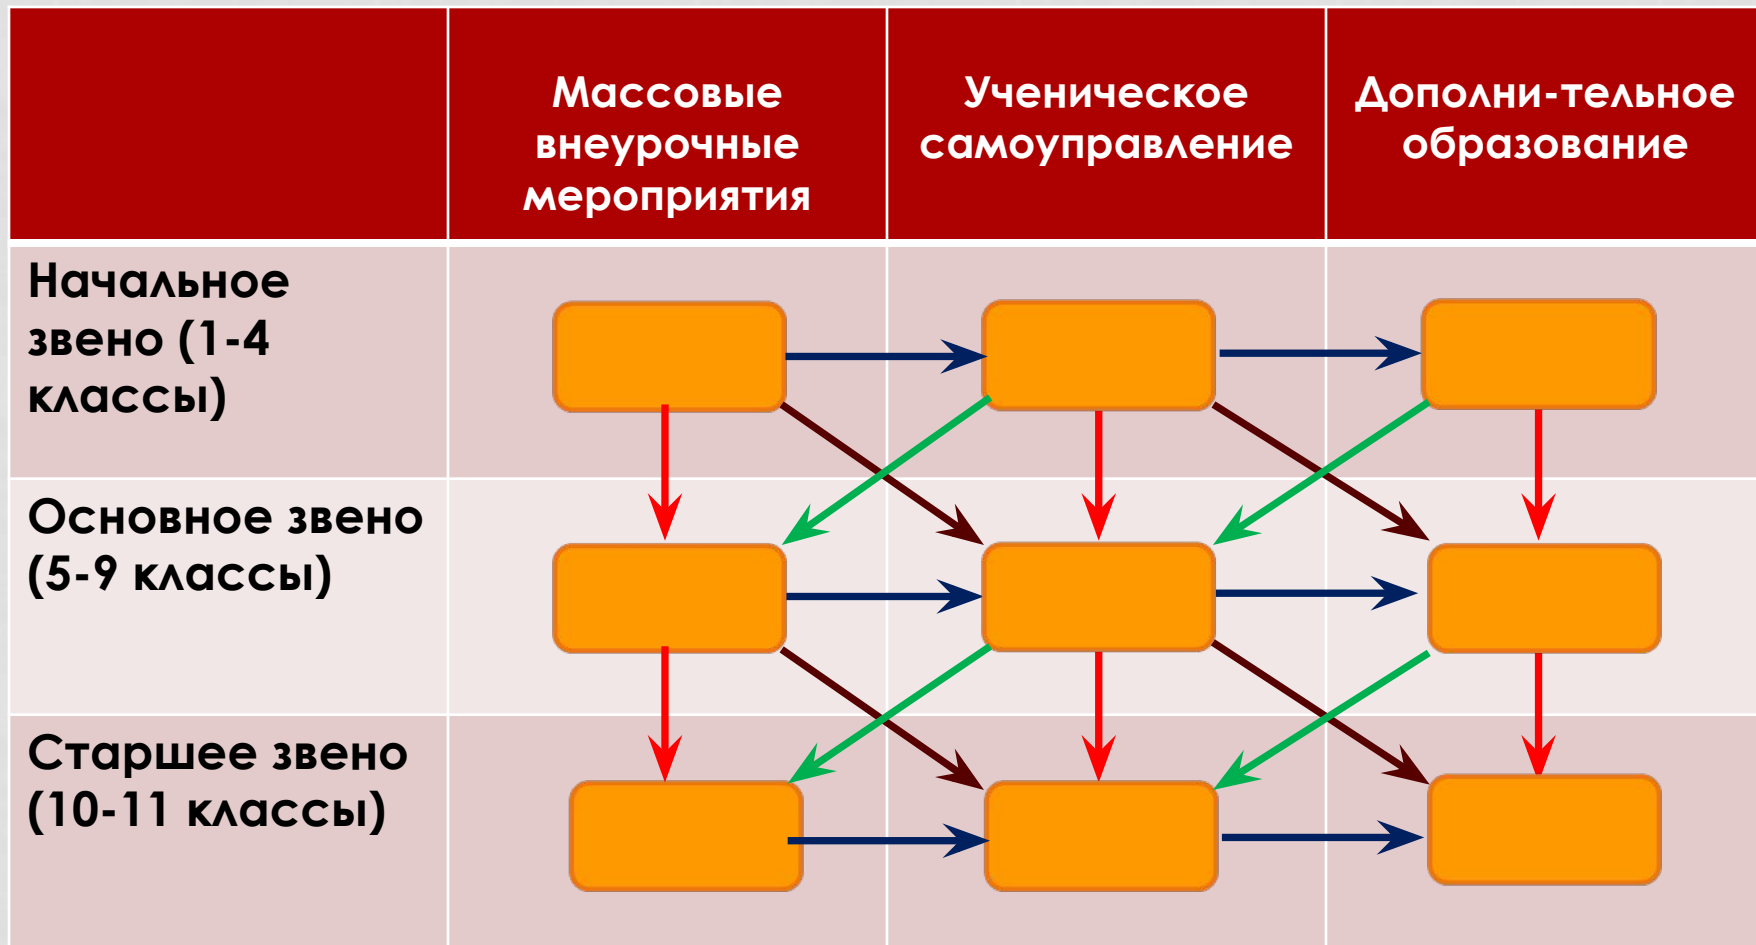 Массовые
внеурочные
мероприятия
Ученическое
самоуправление
Дополни-тельное
образование
Начальное
звено (1-4
классы)
Основное звено
(5-9 классы)
Старшее звено
(10-11 классы)